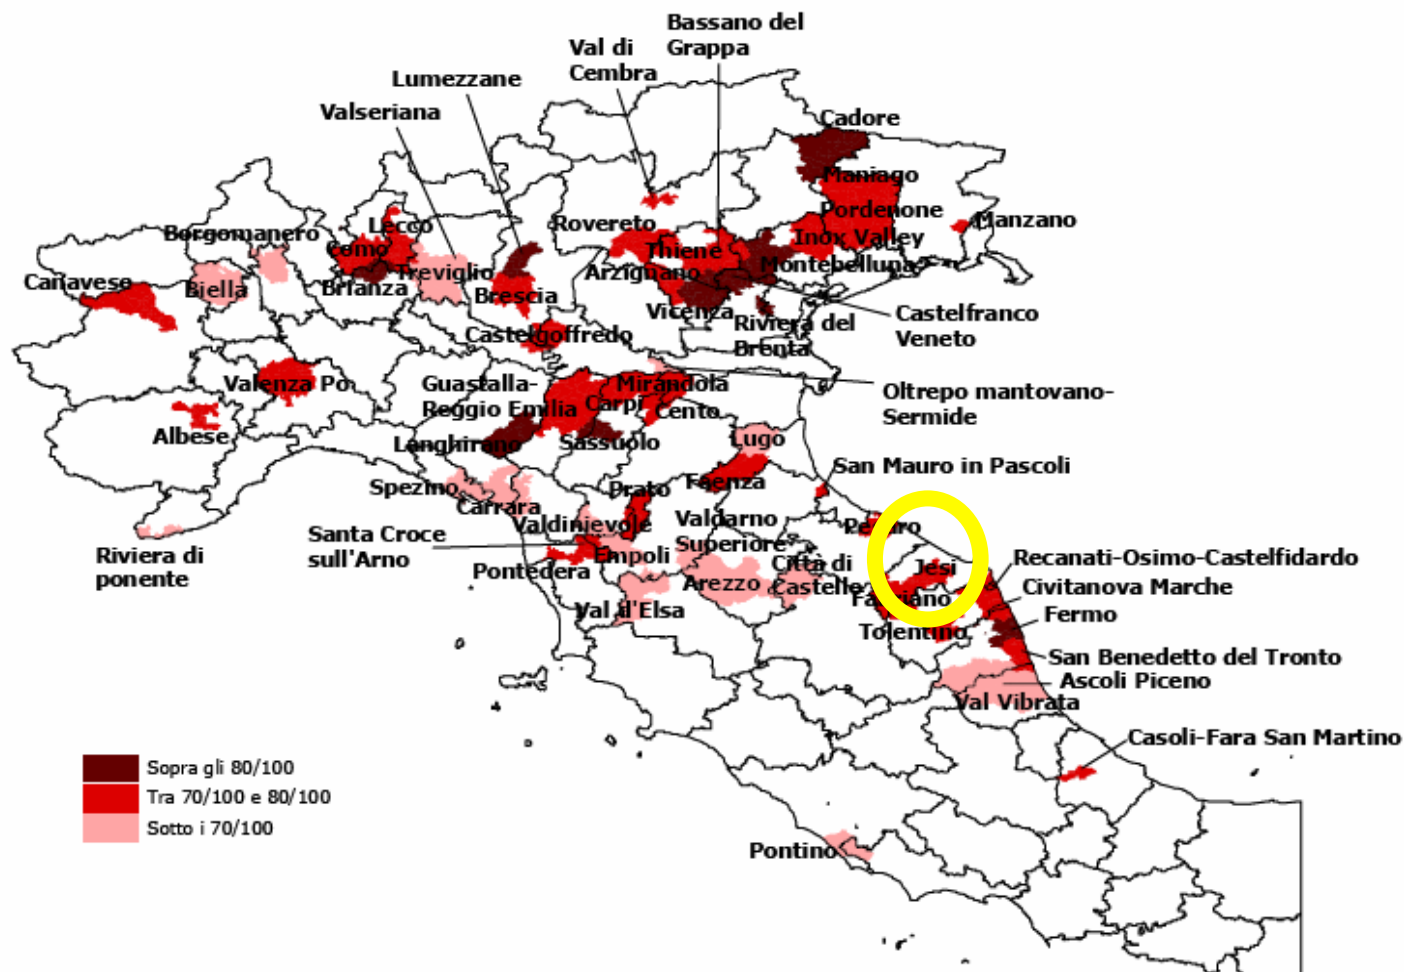 Bassano del
Grappa
Val di
Cembra
Lumezzane
Valseriana
Cadore
Maniago
Pordenone
Manzano
Inox Valley
Rovereto
Thiene
Borgomanero
Lecco
Como
Canavese
Biella
Brianza
Treviglio
Arzignano
Montebelluna
Brescia
Vicenza
Riviera del
Brenta
Castelfranco
Veneto
Castelgoffredo
Valenza Po
Guastalla-
Reggio Emilia
Mirandola
Carpi
Cento
Oltrepo mantovano-
Sermide
Albese
Langhirano
Sassuolo
Lugo
San Mauro in Pascoli
Spezino
Carrara
Prato
Faenza
Santa Croce
sull'Arno
Valdinievole
Valdarno
Superiore
Pesaro
Riviera di
ponente
Pontedera
Empoli
Arezzo
Città di
Castello
Jesi
Recanati-Osimo-Castelfidardo
Fabriano
Civitanova Marche
Val d'Elsa
Tolentino
Fermo
San Benedetto del Tronto
Ascoli Piceno
Val Vibrata
Casoli-Fara San Martino
Sopra gli 80/100
Tra 70/100 e 80/100
Sotto i 70/100
Pontino